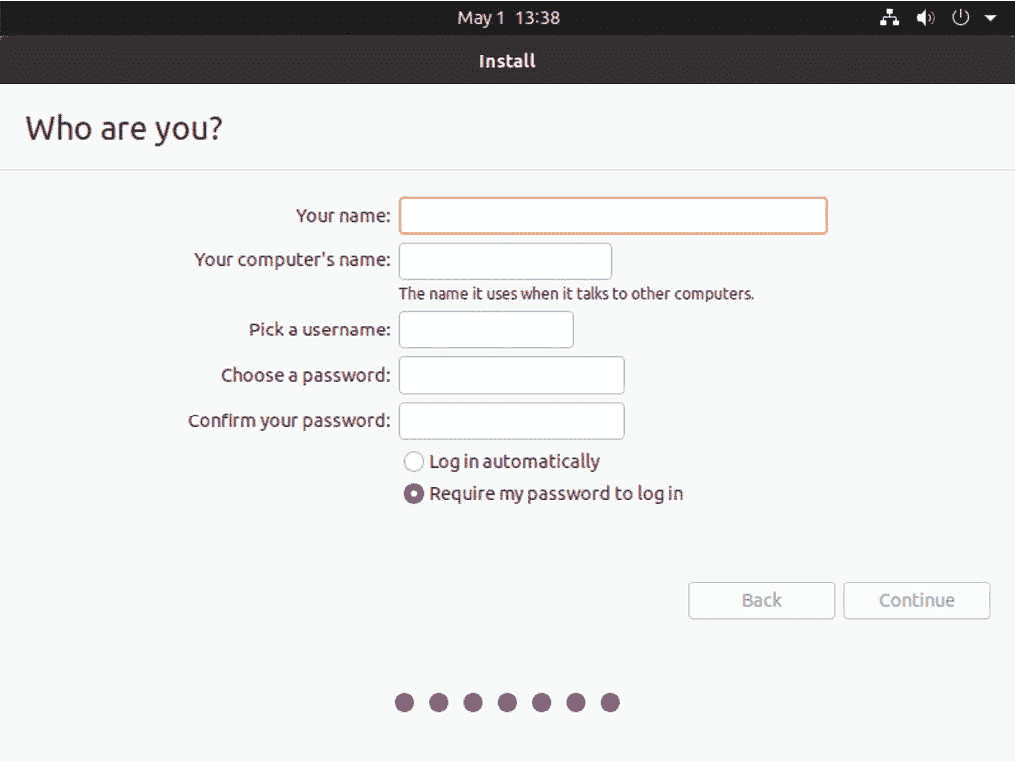 May 1 13:38
Install
Who are you?
Your name:
Your computer's name:
The name it uses when it talks to other computers.
Pick a username:
Choose a password:
Confirm your password:
Log in automatically
Require my password to log in
Back Continue